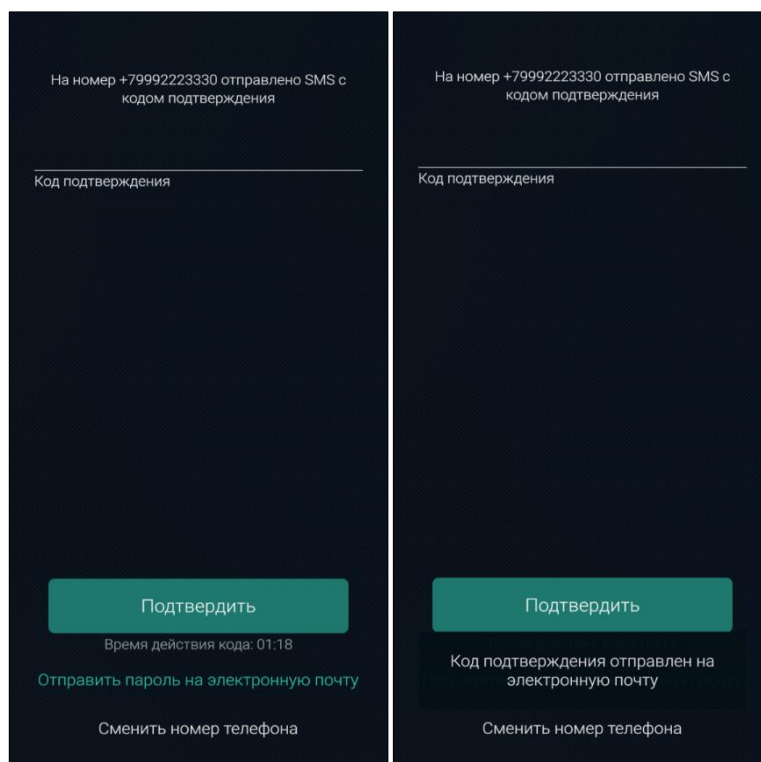 На номер +79992223330 отправлено SMS с
кодом подтверждения
Код подтверждения
Подтвердить
Время действия кода: 01:18
Отправить пароль на электронную почту
Сменить номер телефона
На номер +79992223330 отправлено SMS с
кодом подтверждения
Код подтверждения
Подтвердить
Код подтверждения отправлен на
электронную почту
Сменить номер телефона